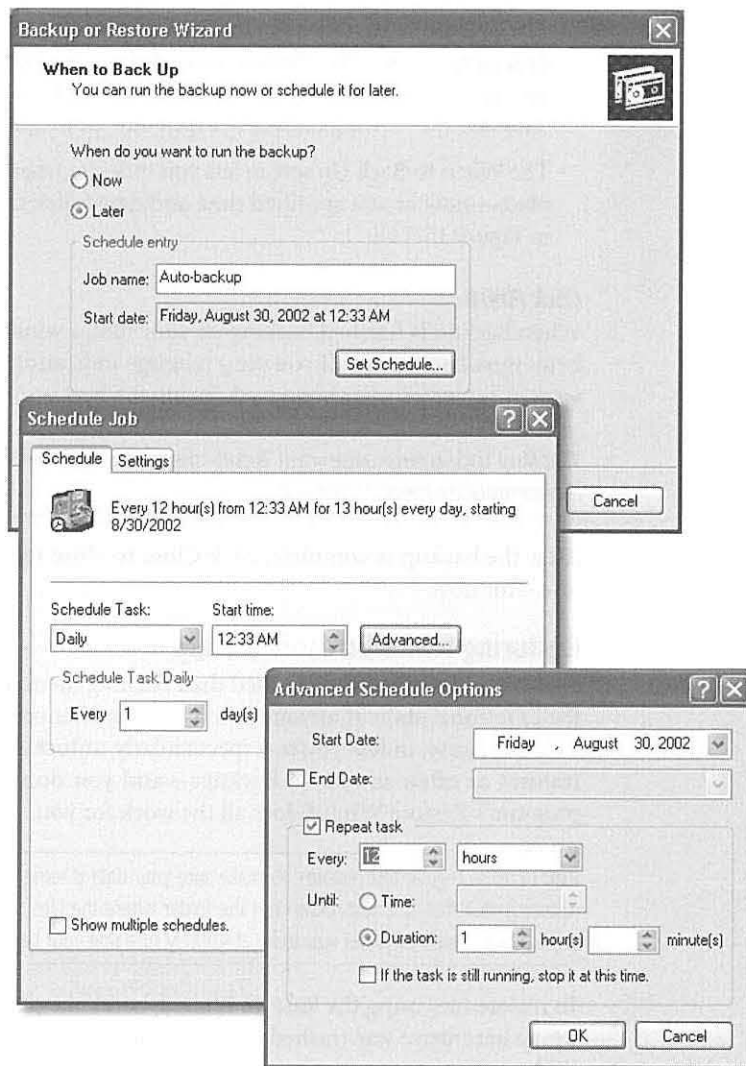 Backup or Restore Wizard
When to Back Up
You can run the backup now or schedule it for later.
When do you want to run the backup?
Now
Later
Schedule entry
Job name: Auto-backup
Start date: Friday, August 30, 2002 at 12:33 AM
Set Schedule...
Cancel
Schedule Job
Schedule Settings
Every 12 hour(s) from 12:33 AM for 13 hour(s) every day, starting
8/30/2002
Schedule Task: Start time:
Daily 12:33 AM Advanced...
Schedule Task Daily
Every 1 day(s)
Show multiple schedules.
Advanced Schedule Options
Start Date: Friday , August 30, 2002
End Date:
Repeat task
Every: 12 hours
Until: Time:
Duration: 1 hour(s) minute(s)
If the task is still running, stop it at this time.
OK Cancel